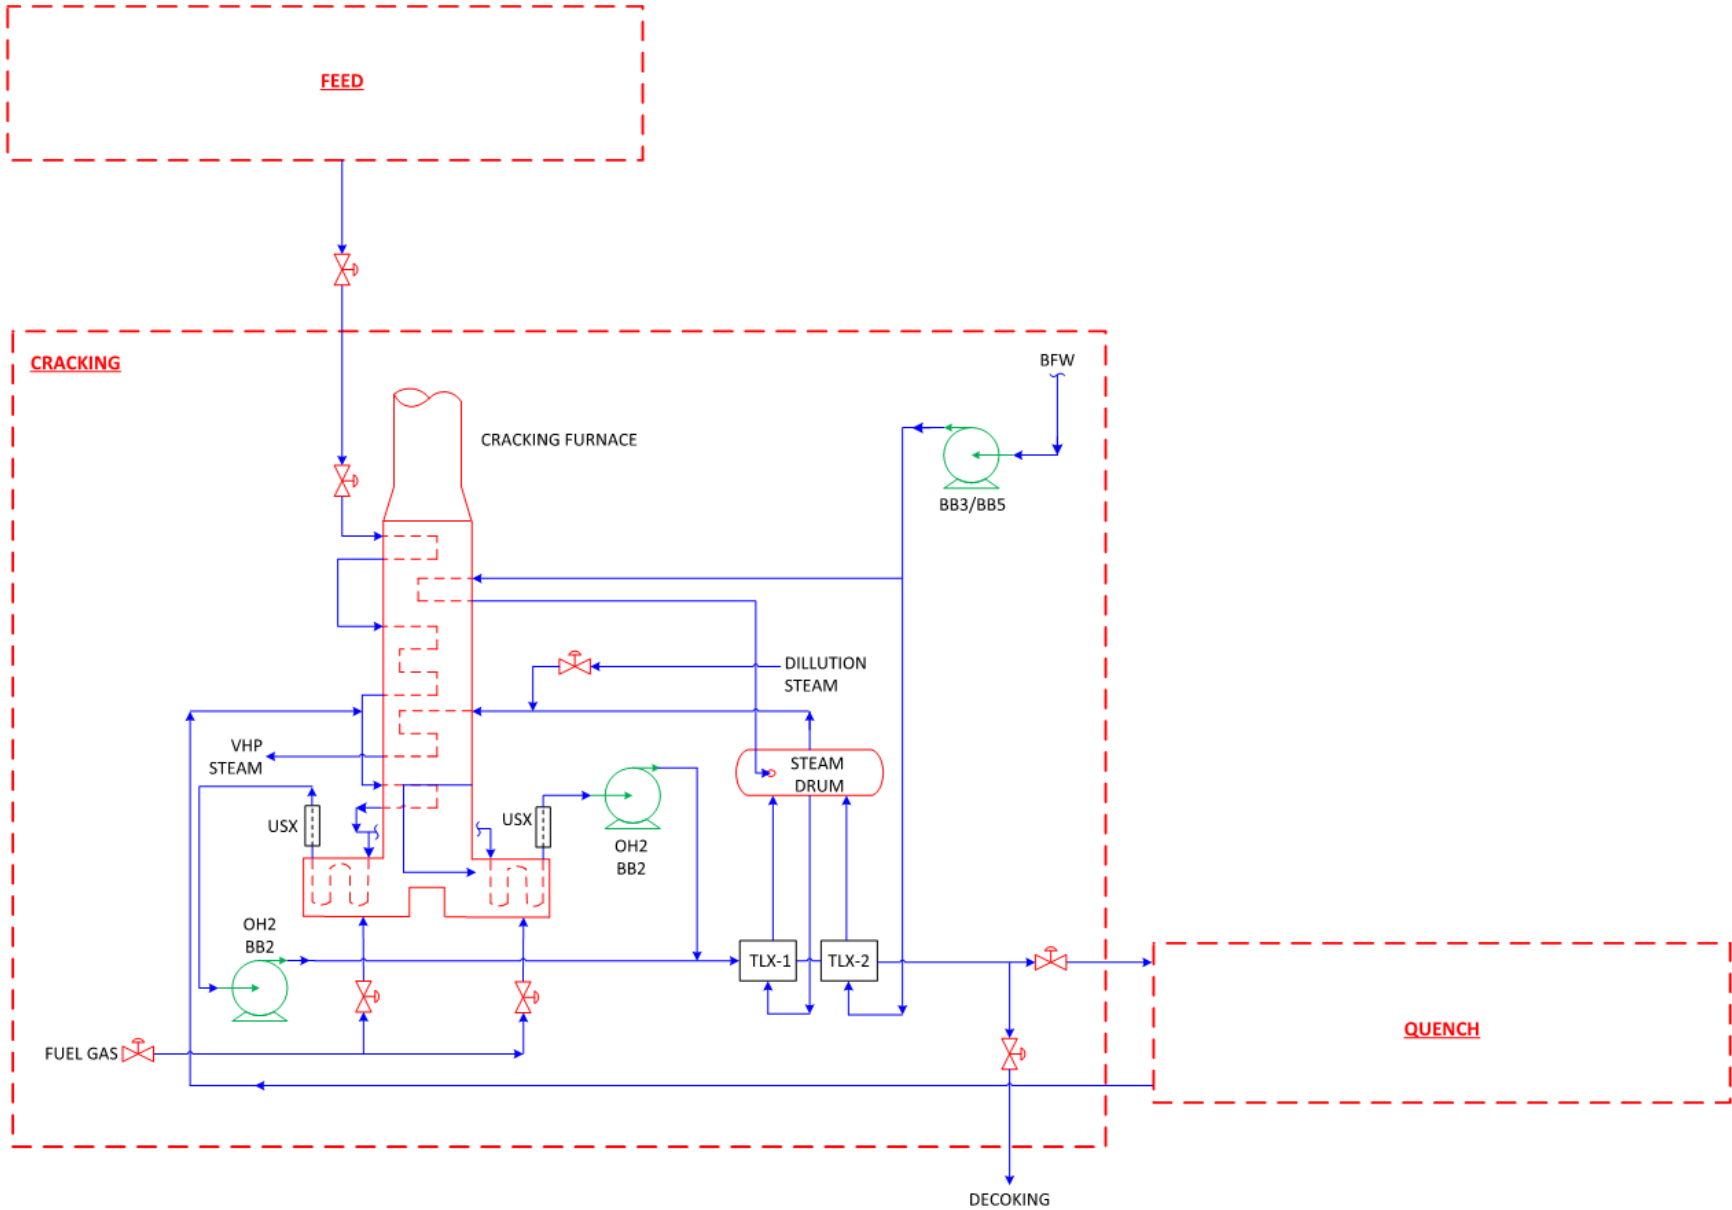 FEED
CRACKING
BFW
CRACKING FURNACE
BB3/BB5
DILLUTION
STEAM
VHP
STEAM
STEAM
DRUM
USX
USX
OH2
BB2
OH2
BB2
TLX-1
TLX-2
QUENCH
FUEL GAS
DECOKING